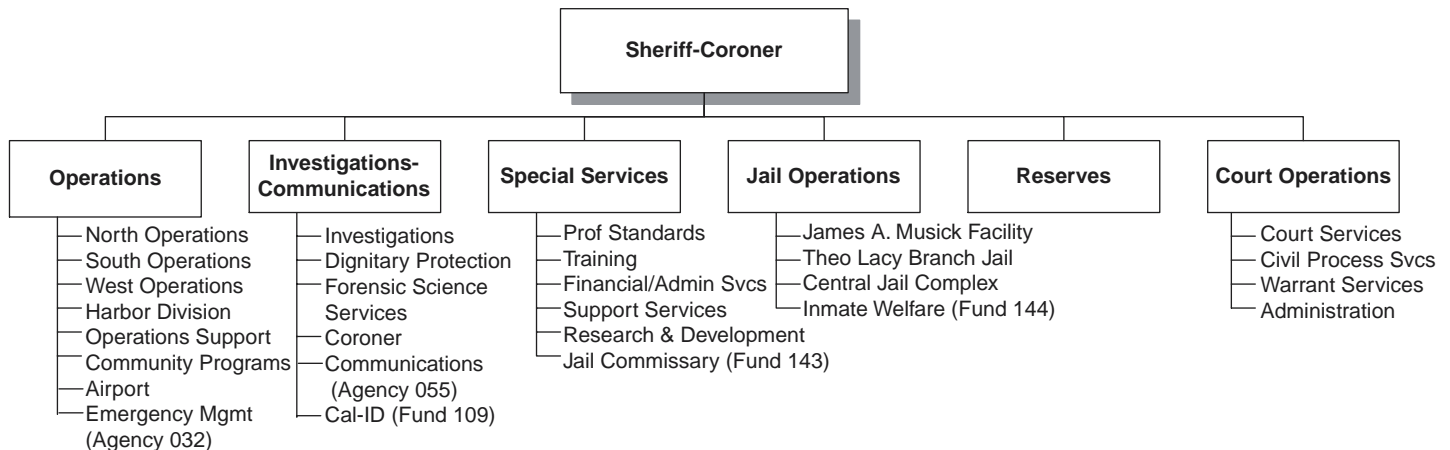 Sheriff-Coroner
Operations
North Operations
South Operations
West Operations
Harbor Division
Operations Support
Community Programs
Airport
Emergency Mgmt
(Agency 032)
Investigations-
Communications
Investigations
Dignitary Protection
Forensic Science
Services
Coroner
Communications
(Agency 055)
Cal-ID (Fund 109)
Special Services
Prof Standards
Training
Financial/Admin Svcs
Support Services
Research & Development
Jail Commissary (Fund 143)
Jail Operations
James A. Musick Facility
Theo Lacy Branch Jail
Central Jail Complex
Inmate Welfare (Fund 144)
Reserves
Court Operations
Court Services
Civil Process Svcs
Warrant Services
Administration